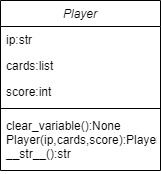 Player
ip:str
cards:list
score:int
clear_variable():None
Player(ip,cards,score):Playe
__str__():str